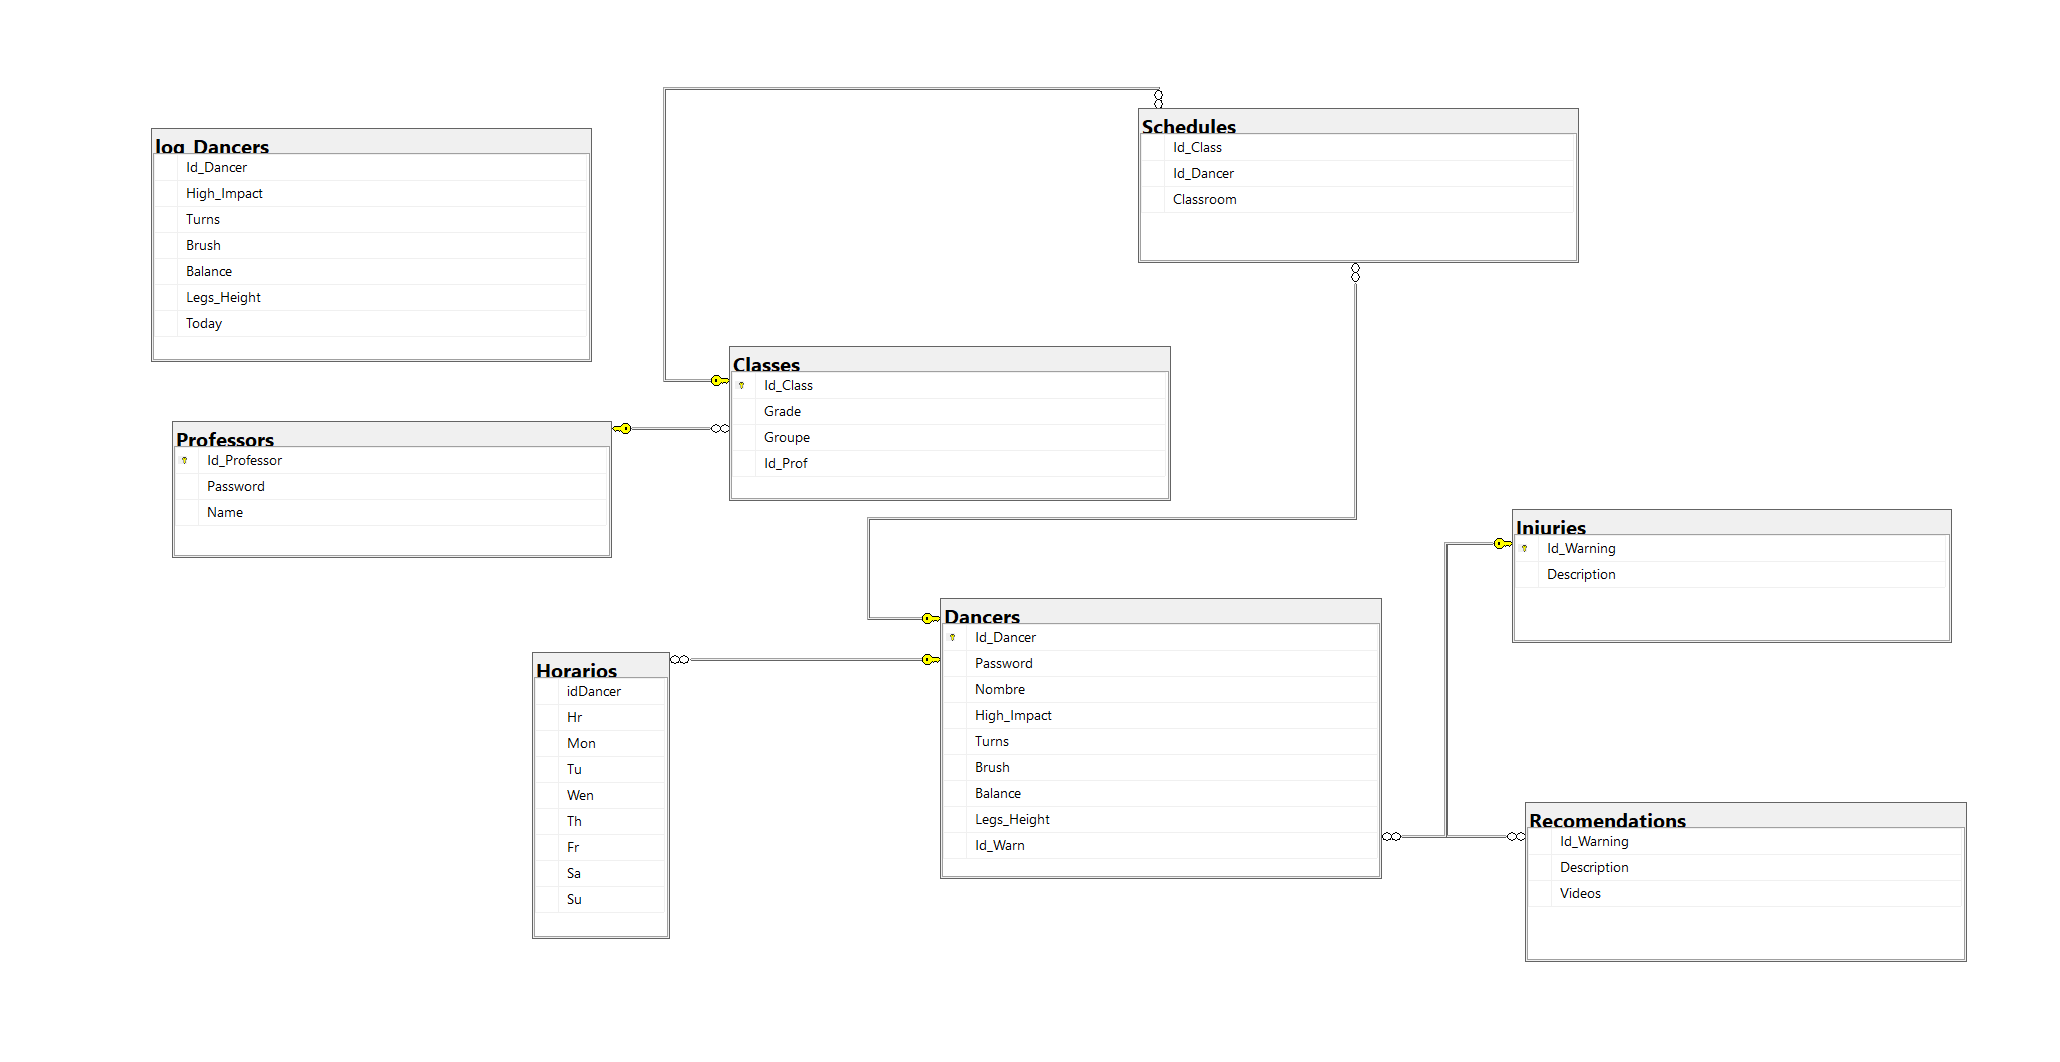 log_Dancers
Id_Dancer
High_Impact
Turns
Brush
Balance
Legs_Height
Today
Schedules
Id_Class
Id_Dancer
Classroom
Classes
Id_Class
Grade
Groupe
Id_Prof
Professors
Id_Professor
Password
Name
Injuries
Id_Warning
Description
Dancers
Id_Dancer
Password
Nombre
High_Impact
Turns
Brush
Balance
Legs_Height
Id_Warn
Horarios
idDancer
Hr
Mon
Tu
Wen
Th
Fr
Sa
Su
Recomendations
Id_Warning
Description
Videos